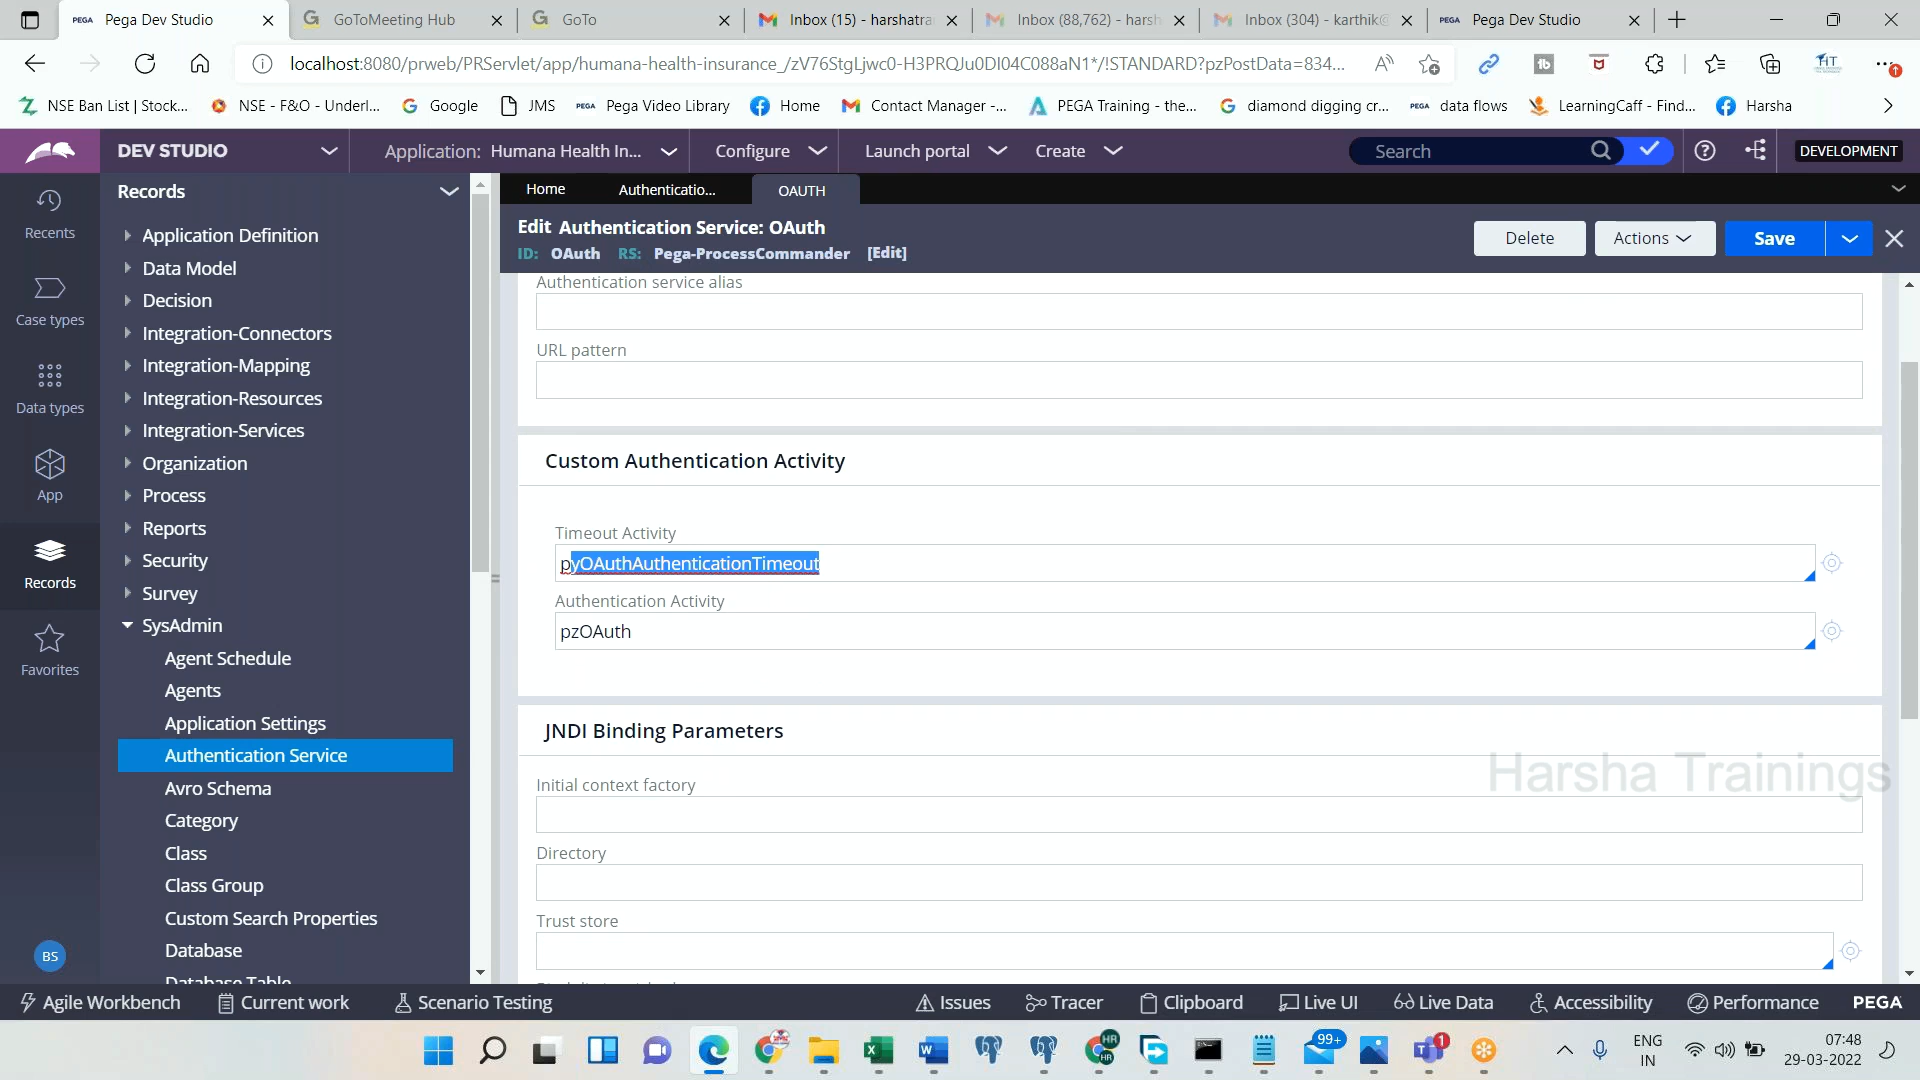 PEGA Pega Dev Studio
GoToMeeting Hub
GoTo
Inbox (15) - harshatra
Inbox (88,762) - harsh
Inbox (304) - karthik@
PEGA Pega Dev Studio
localhost:8080/prweb/PRServlet/app/humana-health-insurance_/zV76StgLjwc0-H3PRQJu0DI04C088aN1*/!STANDARD?pzPostData=834...
NSE Ban List | Stock...
NSE - F&O - Underl...
Google
JMS
PEGA Pega Video Library
Home
Contact Manager -...
PEGA Training - the...
diamond digging cr...
PEGA data flows
LearningCaff - Find...
Harsha
DEV STUDIO
Application: Humana Health In...
Configure
Launch portal
Create
Search
DEVELOPMENT
Recents
Case types
Data types
App
Records
Favorites
BS
Records
Application Definition
Data Model
Decision
Integration-Connectors
Integration-Mapping
Integration-Resources
Integration-Services
Organization
Process
Reports
Security
Survey
SysAdmin
Agent Schedule
Agents
Application Settings
Authentication Service
Avro Schema
Category
Class
Class Group
Custom Search Properties
Database
Database Table
Home
Authenticatio...
OAUTH
Edit Authentication Service: OAuth
ID: OAuth RS: Pega-ProcessCommander [Edit]
Delete
Actions
Save
Authentication service alias
URL pattern
Custom Authentication Activity
Timeout Activity
pyOAuthAuthenticationTimeout
Authentication Activity
pzOAuth
JNDI Binding Parameters
Harsha Trainings
Initial context factory
Directory
Trust store
Agile Workbench
Current work
Scenario Testing
Issues
Tracer
Clipboard
Live UI
Live Data
Accessibility
Performance
PEGA
HR
HR
99+
1
ENG
IN
07:48
29-03-2022